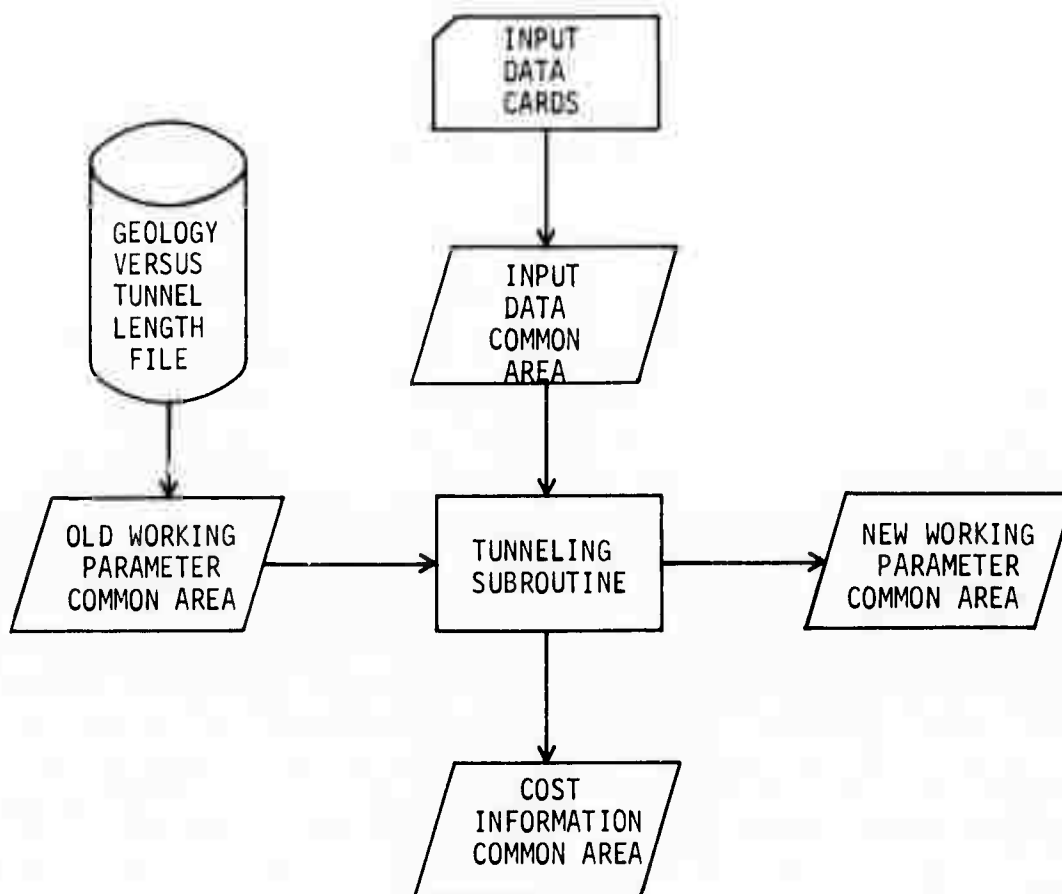 INPUT
DATA
CARDS
GEOLOGY
VERSUS
TUNNEL
LENGTH
FILE
INPUT
DATA
COMMON
AREA
OLD WORKING
PARAMETER
COMMON AREA
TUNNELING
SUBROUTINE
NEW WORKING
PARAMETER
COMMON AREA
COST
INFORMATION
COMMON AREA